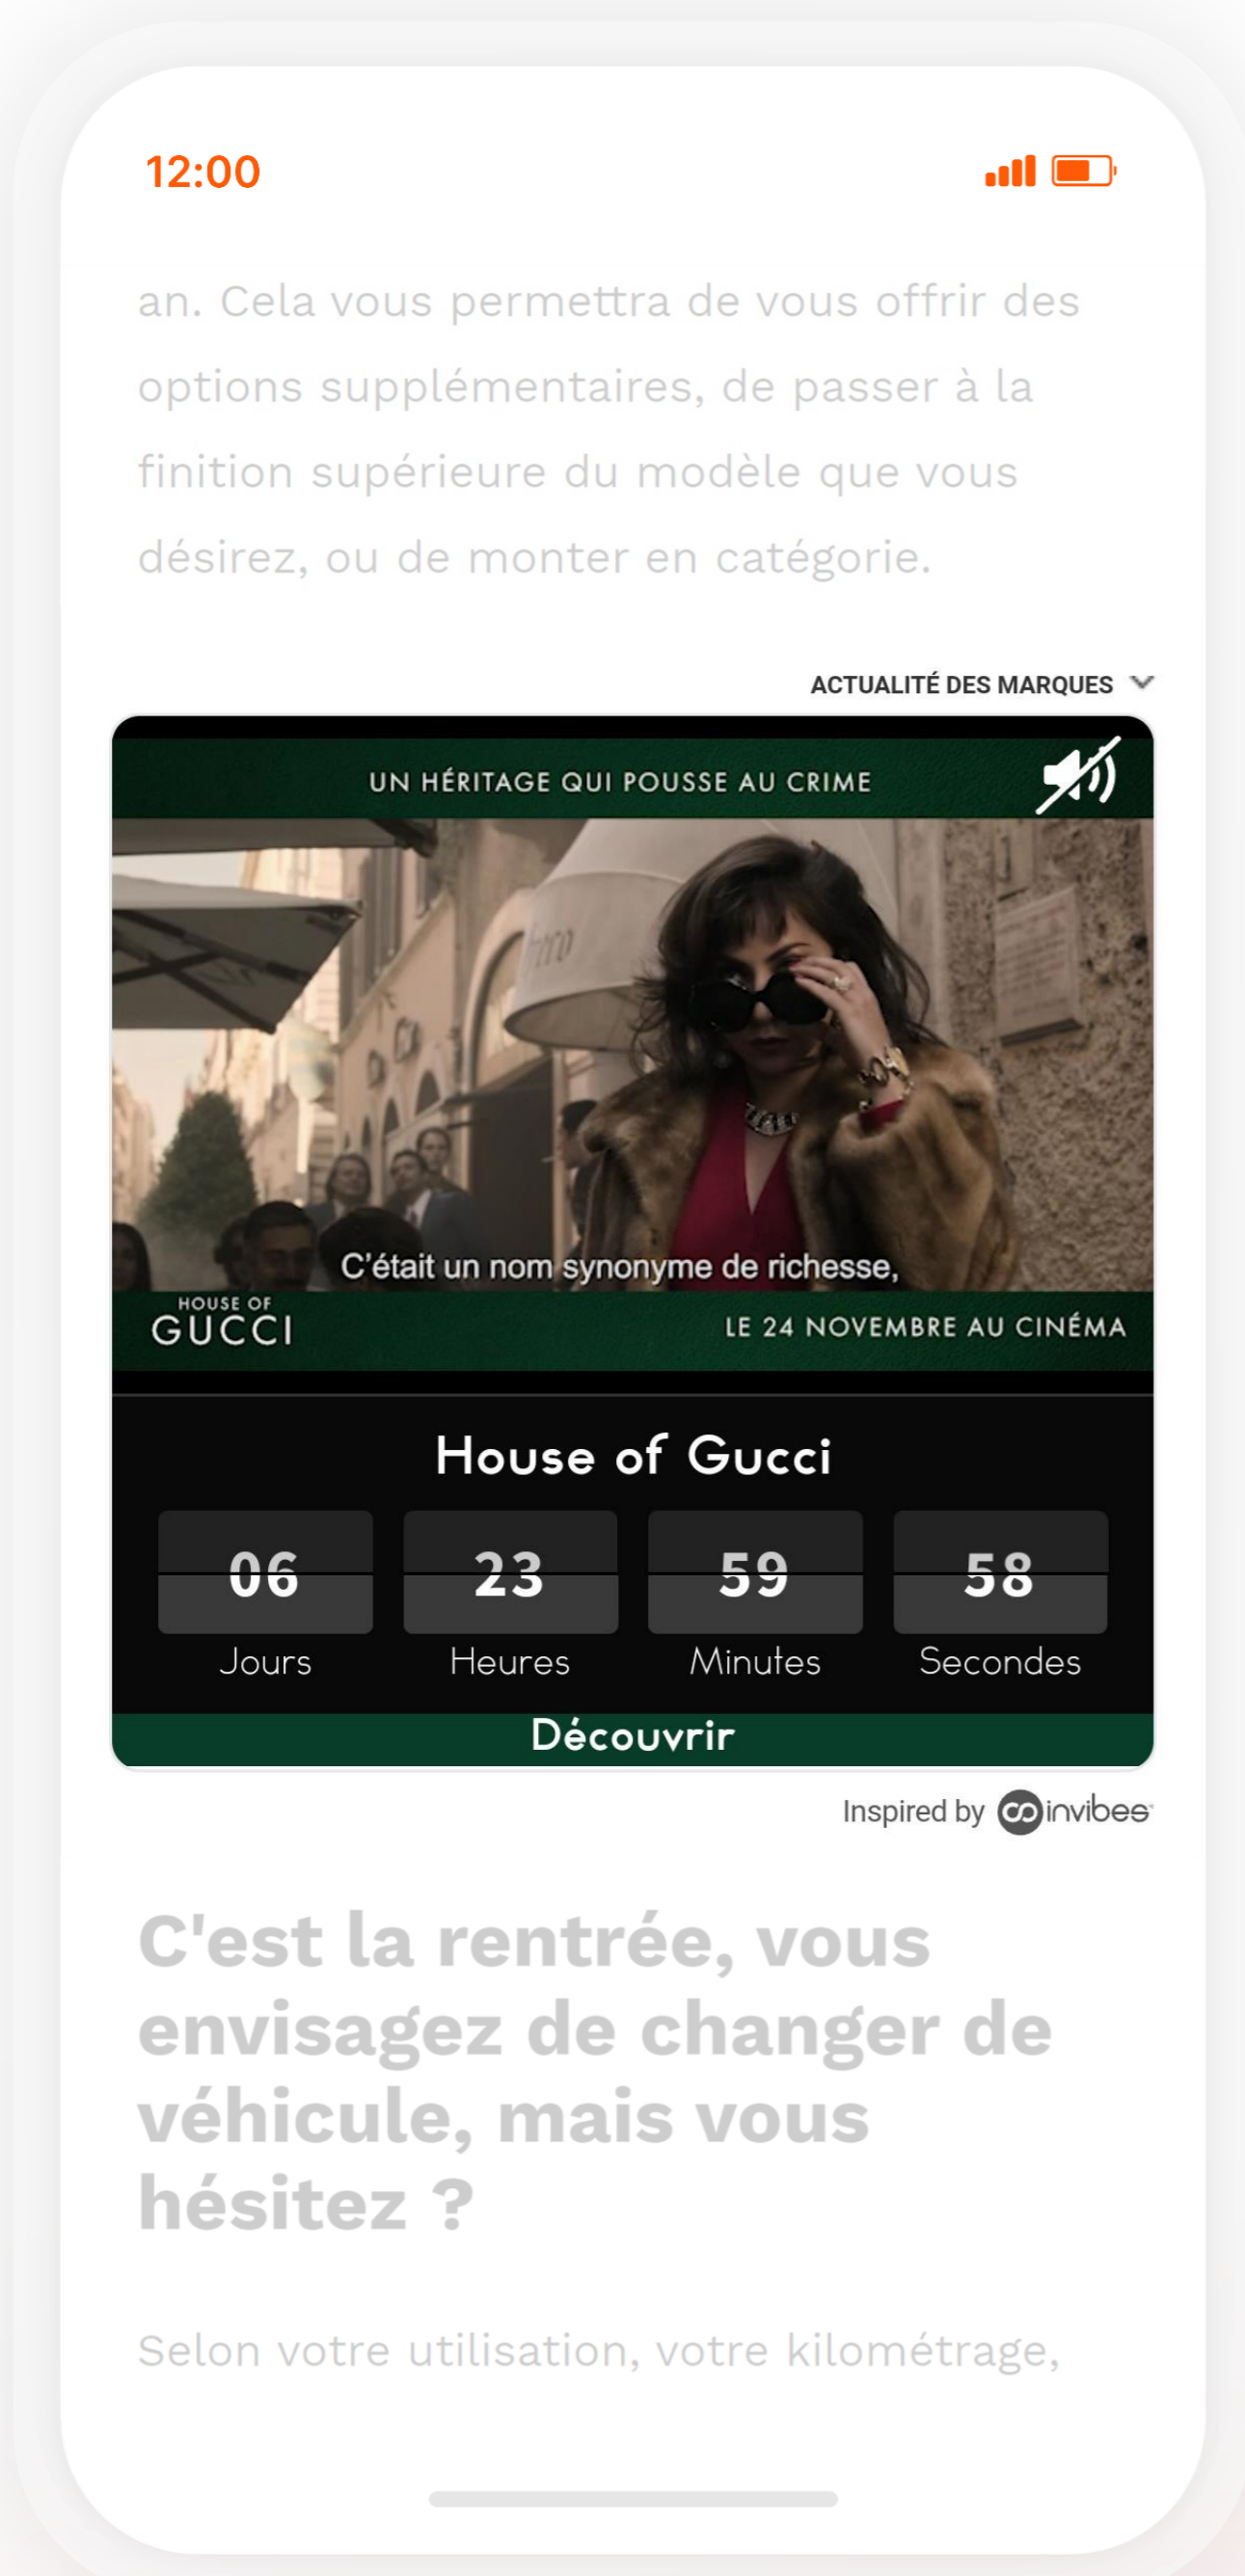 12:00
an. Cela vous permettra de vous offrir des
options supplémentaires, de passer à la
finition supérieure du modèle que vous
désirez, ou de monter en catégorie.
ACTUALITÉ DES MARQUES
UN HÉRITAGE QUI POUSSE AU CRIME
C'était un nom synonyme de richesse,
HOUSE OF
GUCCI
LE 24 NOVEMBRE AU CINÉMA
House of Gucci
06 23 59 58
Jours Heures Minutes Secondes
Découvrir
Inspired by invibes
C'est la rentrée, vous
envisagez de changer de
véhicule, mais vous
hésitez ?
Selon votre utilisation, votre kilométrage,